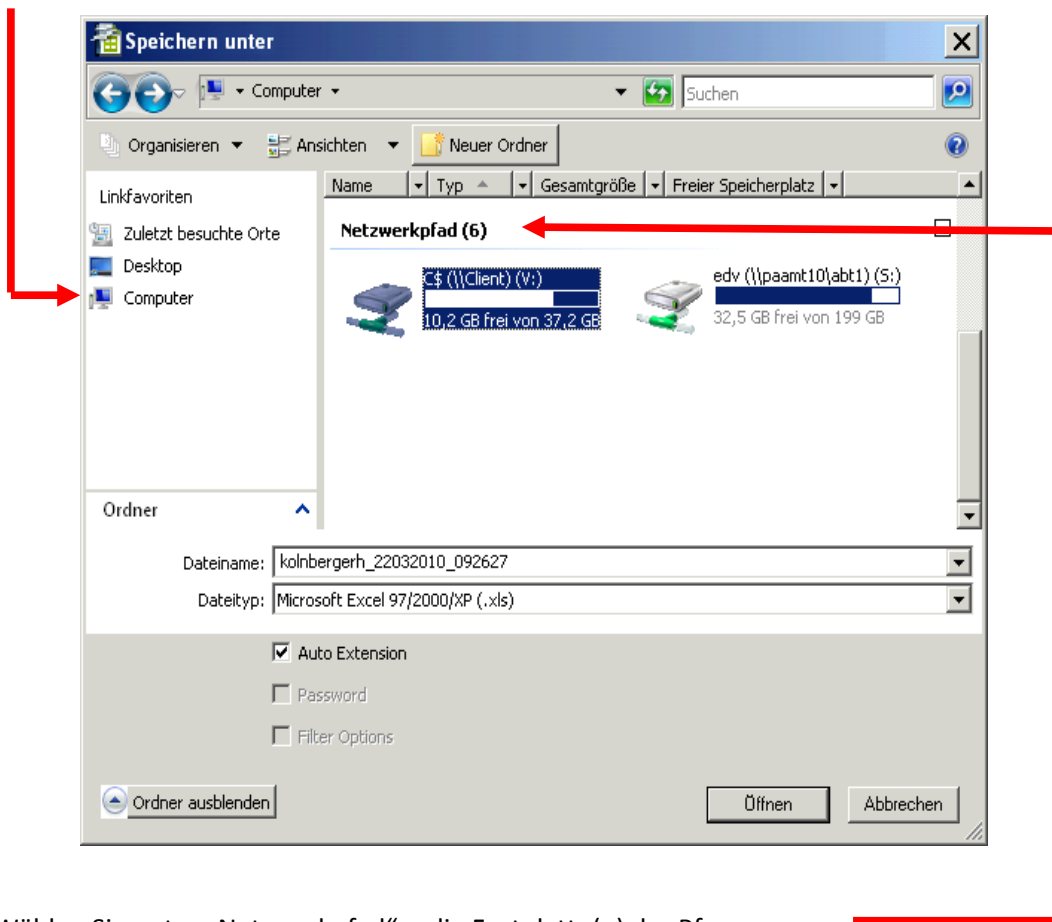 Speichern unter
Computer
Suchen
Organisieren
Ansichten
Neuer Ordner
Linkfavoriten
Zuletzt besuchte Orte
Desktop
Computer
Ordner
Name Typ Gesamtgröße Freier Speicherplatz
Netzwerkpfad (6)
C$ (\\Client) (V:)
10,2 GB frei von 37,2 GB
edv (\\paamt10\abt1) (S:)
32,5 GB frei von 199 GB
Dateiname: kolnbergerh_22032010_092627
Dateityp: Microsoft Excel 97/2000/XP (.xls)
Auto Extension
Password
Filter Options
Ordner ausblenden
Öffnen
Abbrechen